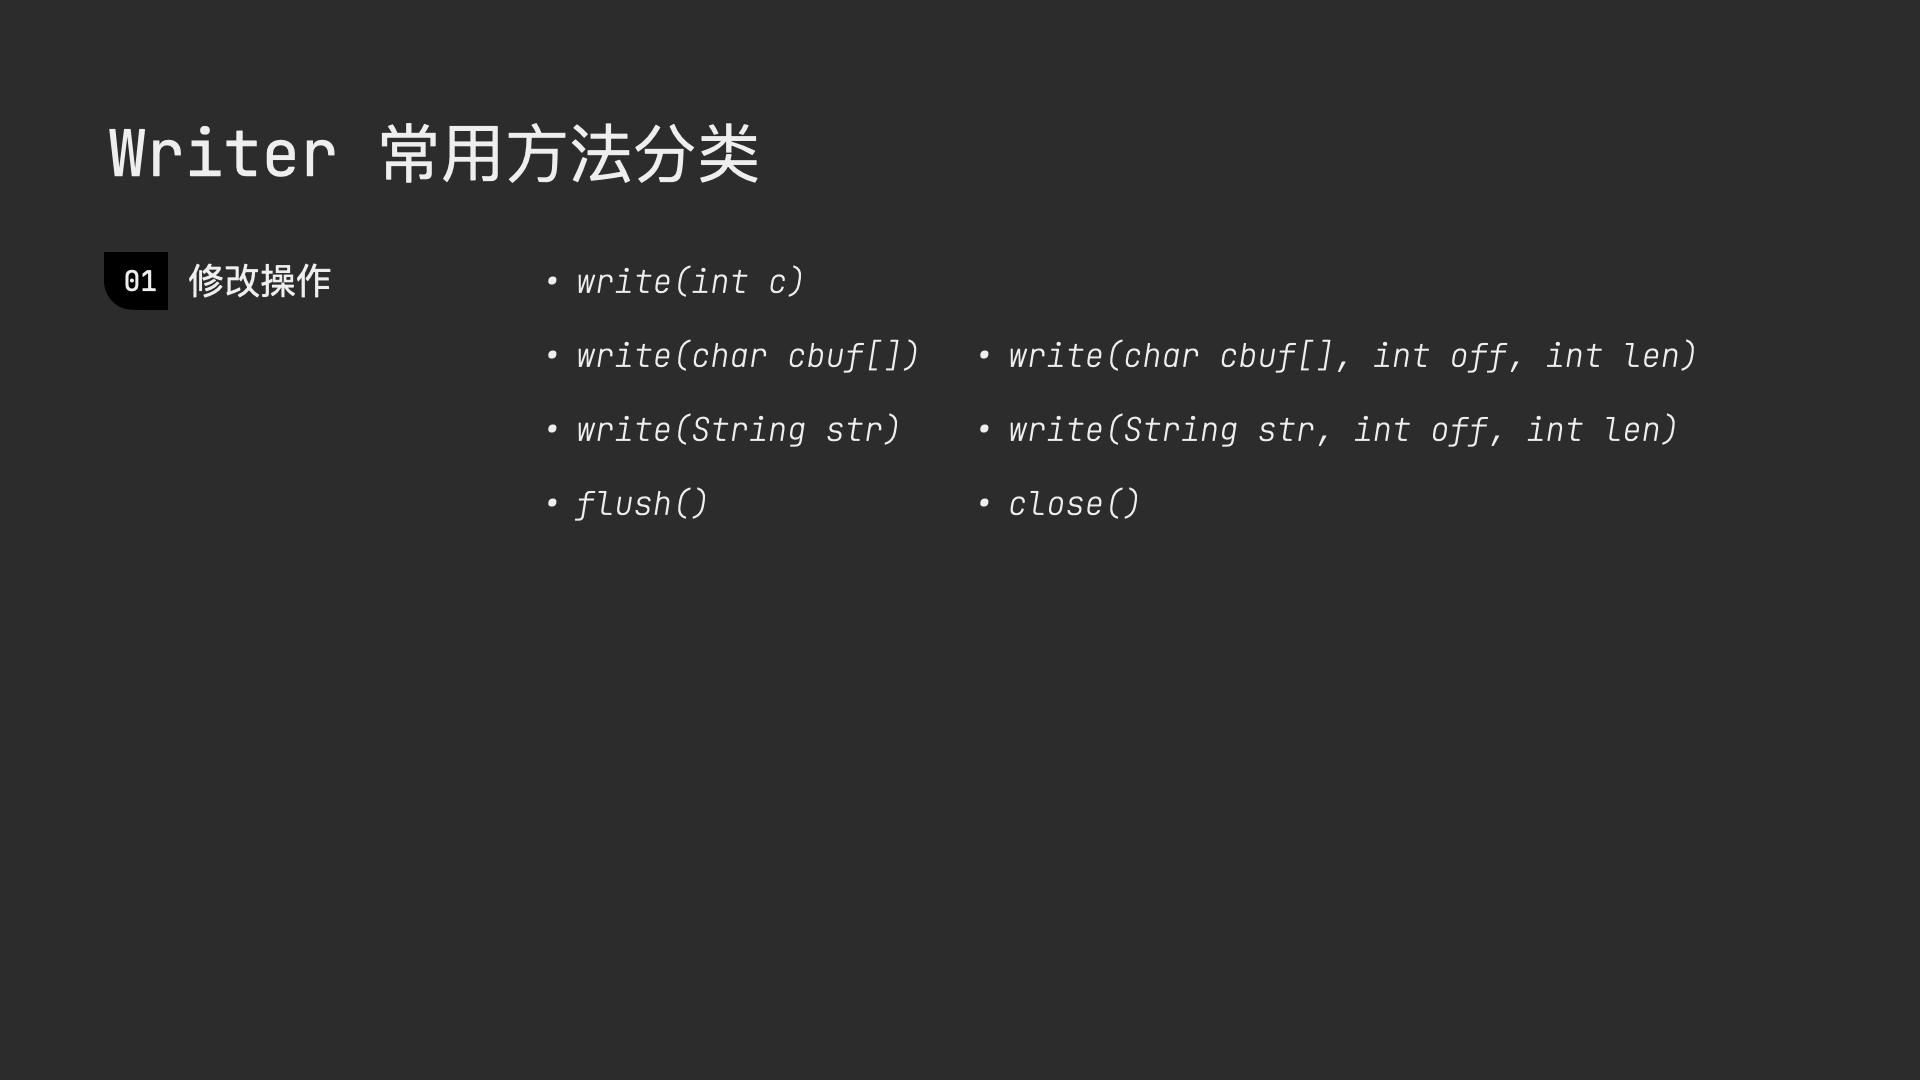 Writer 常用方法分类
01 修改操作
• write(int c)
• write(char cbuf[]) • write(char cbuf[], int off, int len)
• write(String str) • write(String str, int off, int len)
• flush() • close()